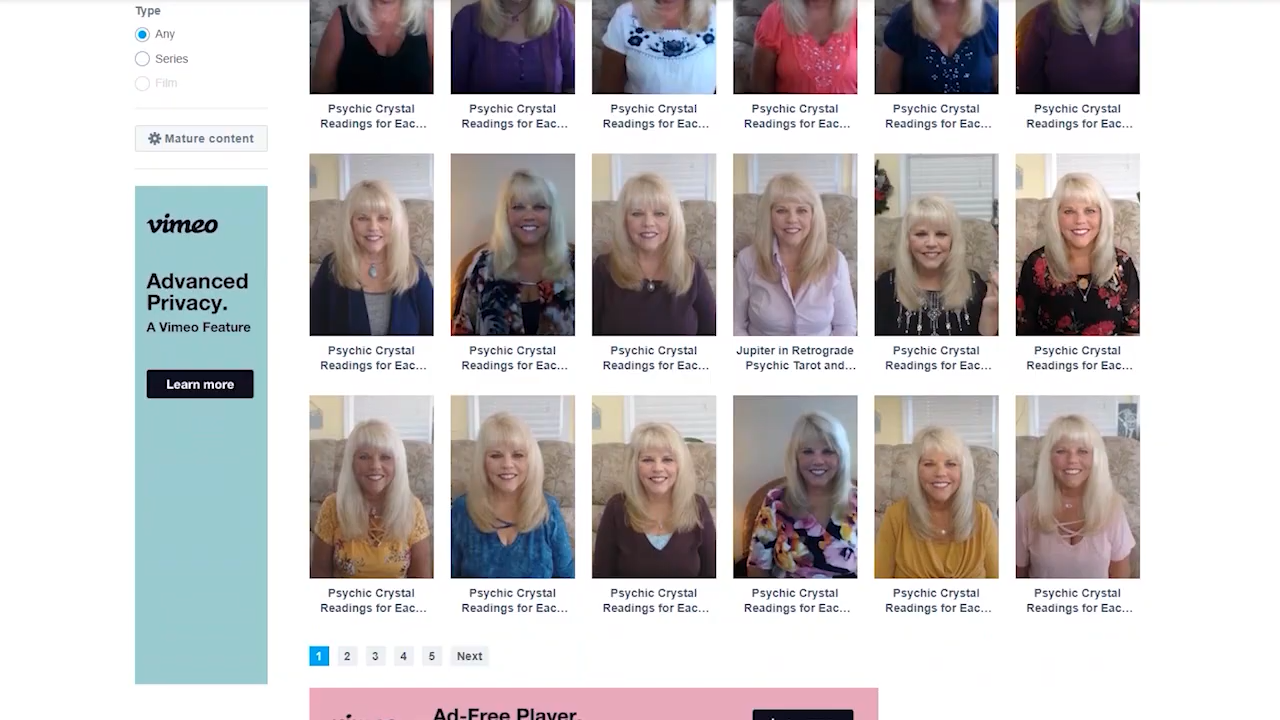 Type
Any
Series
Film
Mature content
vimeo
Advanced
Privacy.
A Vimeo Feature
Learn more
Psychic Crystal
Readings for Eac...
Psychic Crystal
Readings for Eac...
Psychic Crystal
Readings for Eac...
Psychic Crystal
Readings for Eac...
Psychic Crystal
Readings for Eac...
Psychic Crystal
Readings for Eac...
Psychic Crystal
Readings for Eac...
Psychic Crystal
Readings for Eac...
Psychic Crystal
Readings for Eac...
Jupiter in Retrograde
Psychic Tarot and...
Psychic Crystal
Readings for Eac...
Psychic Crystal
Readings for Eac...
Psychic Crystal
Readings for Eac...
Psychic Crystal
Readings for Eac...
Psychic Crystal
Readings for Eac...
Psychic Crystal
Readings for Eac...
Psychic Crystal
Readings for Eac...
Psychic Crystal
Readings for Eac...
1 2 3 4 5 Next
Ad-Free Player.